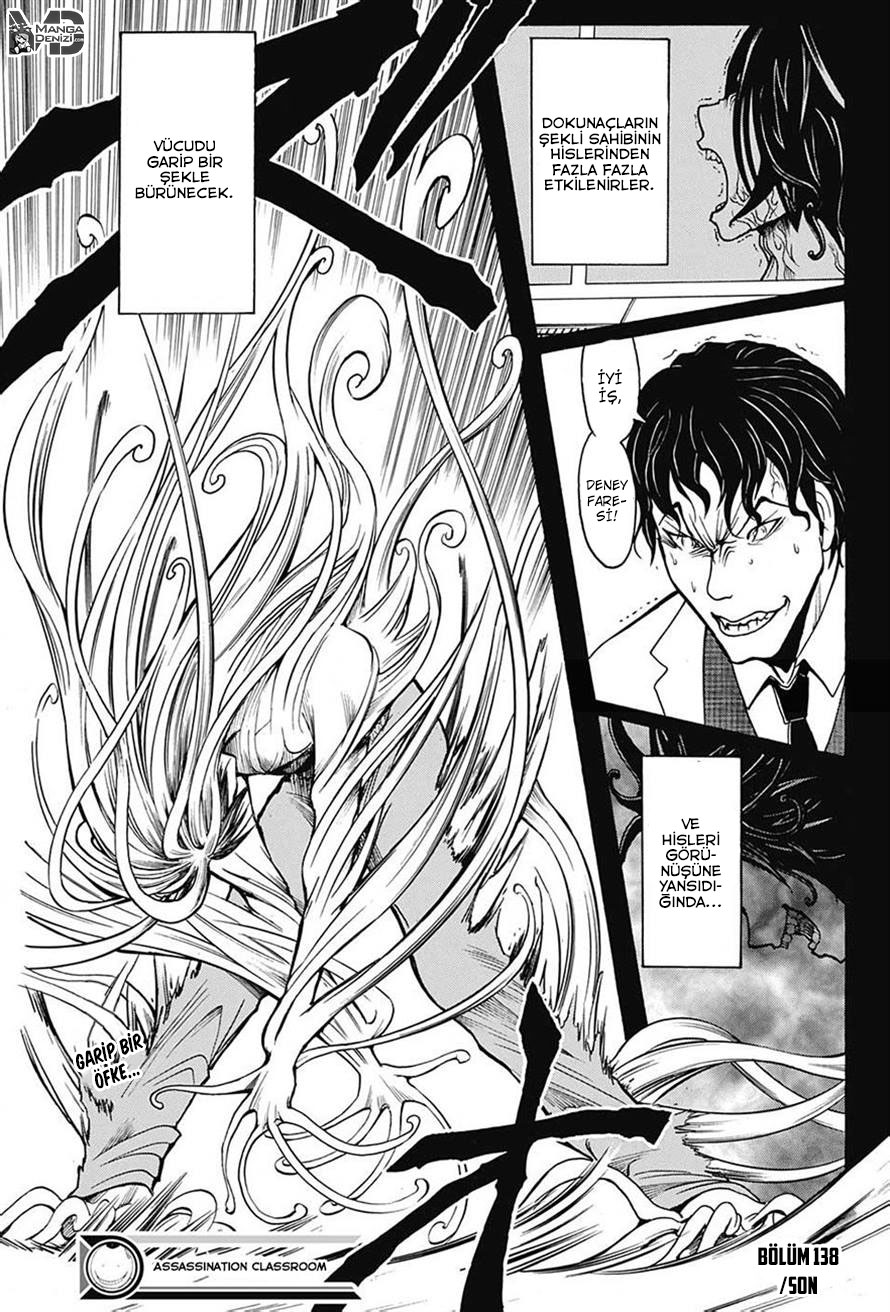 MANGA
DENİZİ
DOKUNAÇLARIN
ŞEKLİ SAHİBİNİN
HİSLERİNDEN
FAZLA FAZLA
ETKİLENİRLER.
İYİ
İŞ,
DENEY
FARE-
Sİ!
VE
HİSLERİ
GÖRÜ-
NÜŞÜNE
YANSIDI-
ĞINDA...
VÜCUDU
GARİP BİR
ŞEKLE
BÜRÜNECEK.
GARİP BİR
ÖFKE...
ASSASSINATION CLASSROOM
BÖLÜM 138
/SON